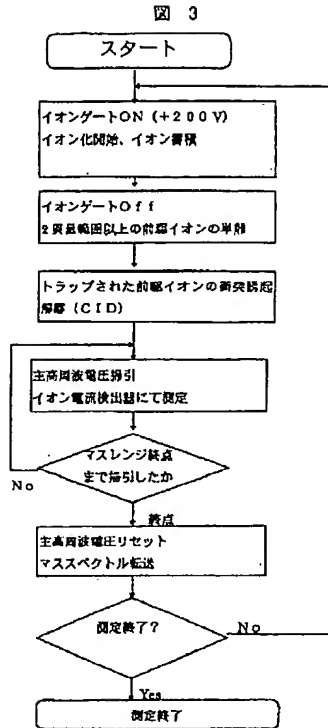 図 3
スタート
イオンゲートON (+200V)
イオン化開始、イオン蓄積
イオンゲートOff
2質量範囲以上の前駆イオンの単離
トラップされた前駆イオンの衝突誘起
解離 (CID)
主高周波電圧掃引
イオン電流検出器にて測定
マスレンジ終点
まで掃引したか
No
終点
主高周波電圧リセット
マススペクトル転送
測定終了?
No
Yes
測定終了